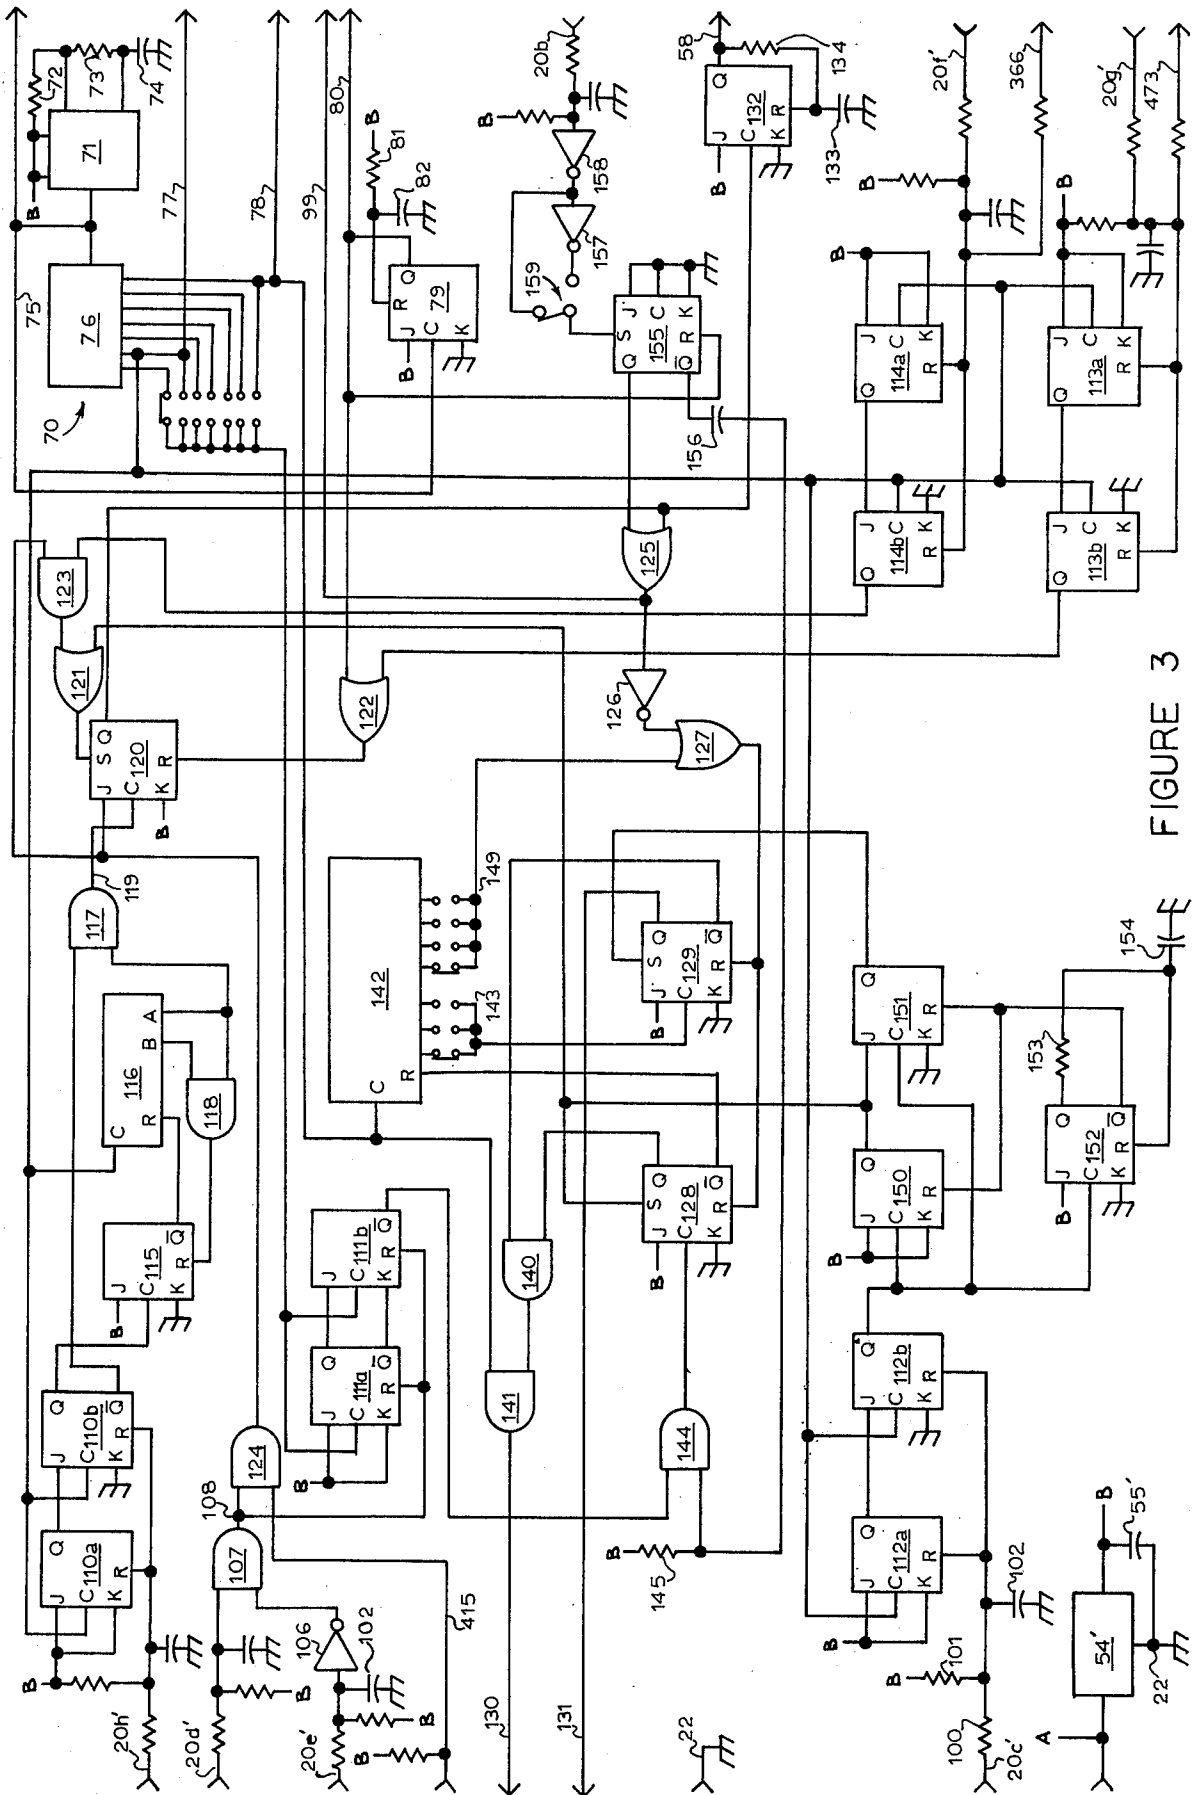 20h'
B
J
C 110a
K
Q
R
J
C 110b
K
Q
Q
R
B
J
C 115
K
Q
R
C
R
116
B
A
118
117
119
J
C 120
K
S
Q
R
B
121
123
70
76
75
B
71
72
73
74
77
78
20d'
B
107
108
124
20e'
B
106
102
B
415
B
J
C 111a
K
Q
Q
R
J
C 111b
K
Q
R
C
R
142
143
149
122
99
80
B
J
C 79
K
R
Q
81
B
82
130
141
140
131
145
B
144
B
J
C 128
K
S
Q
Q
R
B
J
C 129
K
S
Q
Q
R
127
126
125
156
Q
Q
155
S
J
C
K
R
159
157
158
B
20b
22
B
J
C 132
K
Q
R
58
134
133
100
20c'
101
B
102
B
J
C 112a
K
Q
R
J
C 112b
K
Q
R
B
J
C 150
K
Q
R
J
C 151
K
Q
R
B
J
C 152
K
Q
Q
R
153
154
Q
J
114b
C
K
R
Q
J
114a
C
K
R
B
B
20f'
366
Q
J
113b
C
K
R
Q
J
113a
C
K
R
B
20g'
473
A
54'
22'
55'
B
FIGURE 3